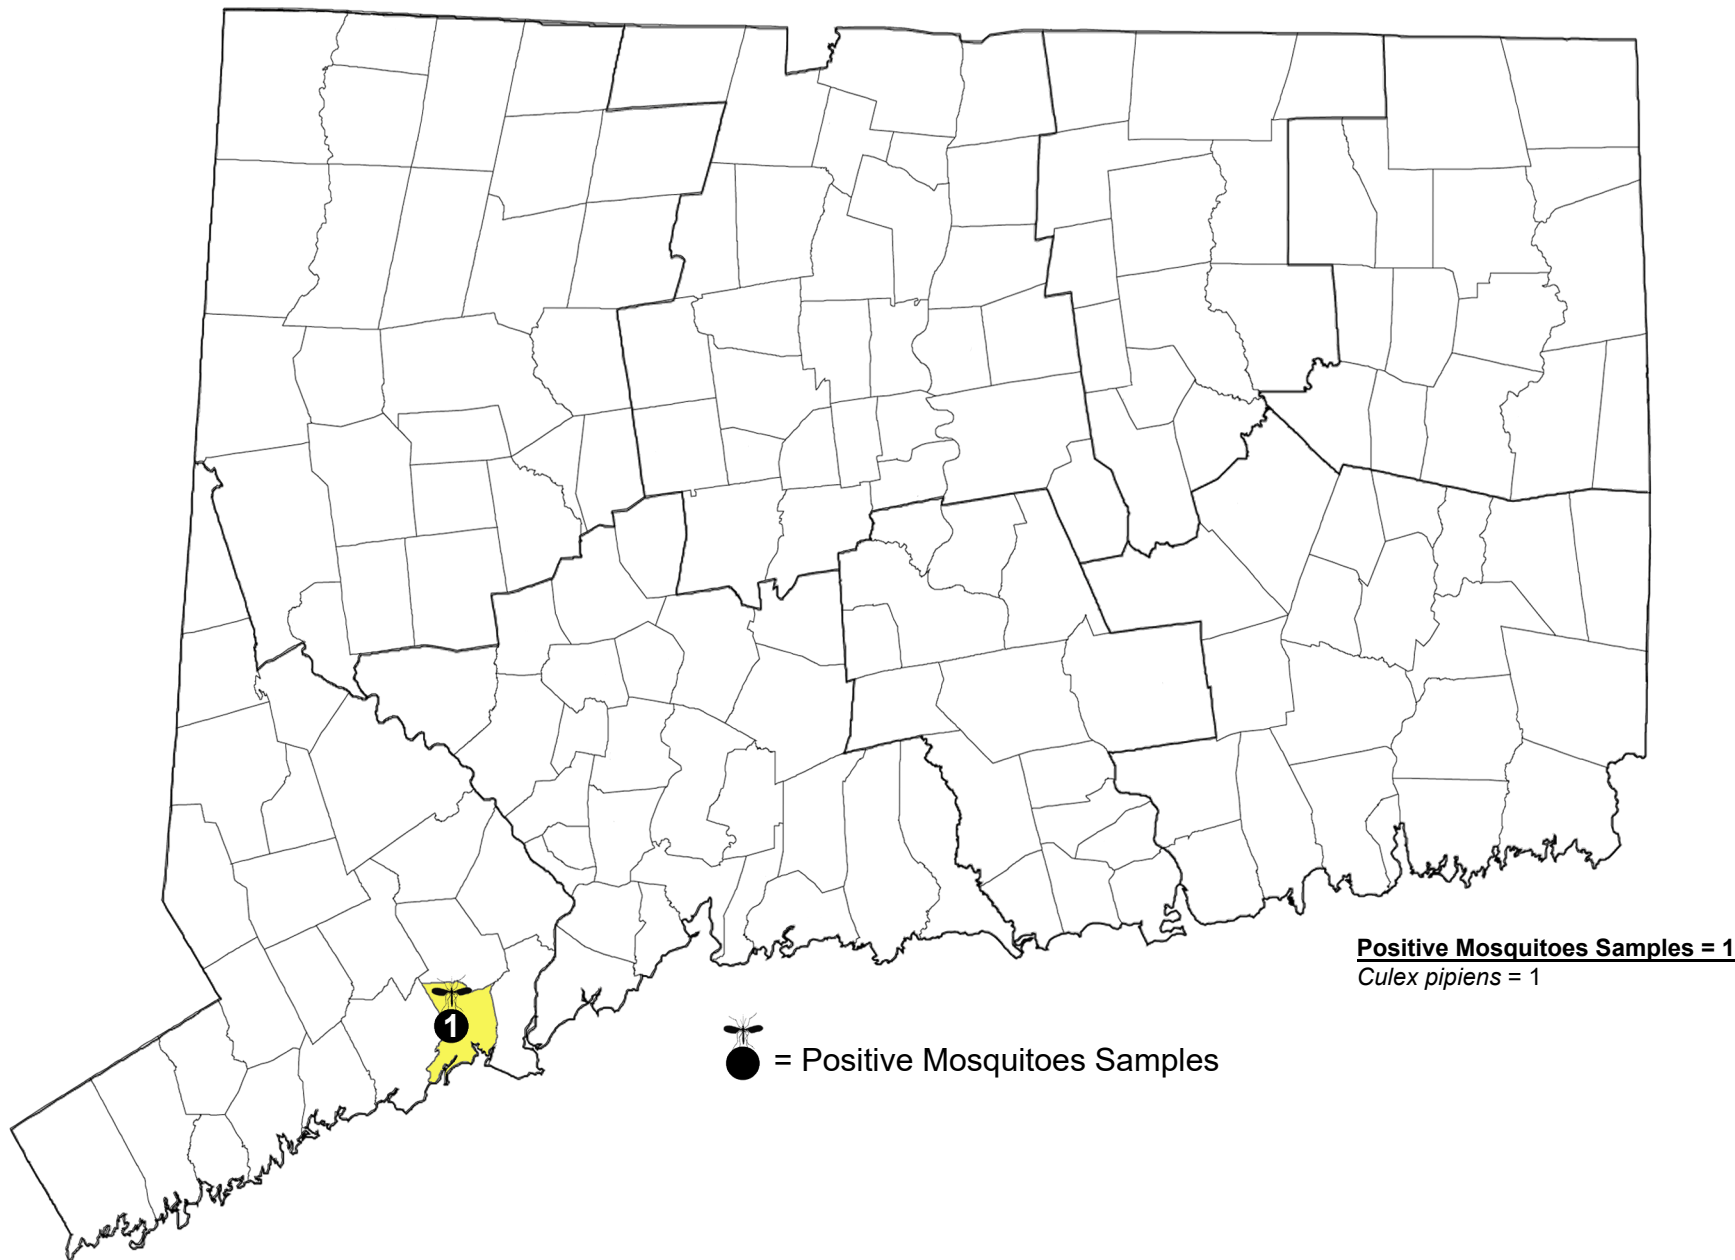 Positive Mosquitoes Samples = 1
Culex pipiens = 1
1
= Positive Mosquitoes Samples